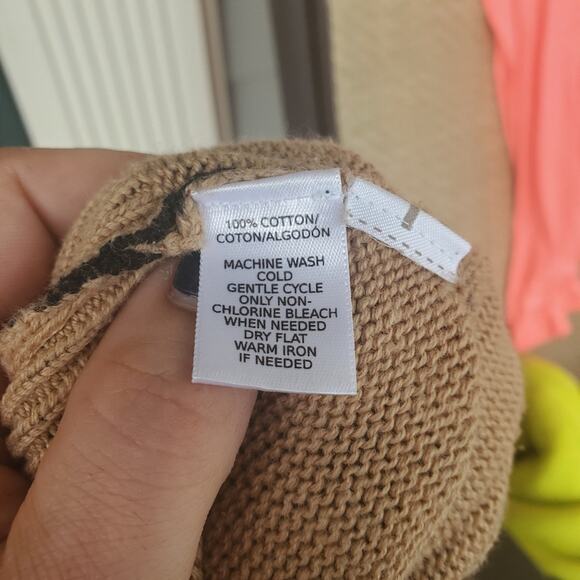 100% COTTON/
COTON/ALGODÓN
MACHINE WASH
COLD
GENTLE CYCLE
ONLY NON-
CHLORINE BLEACH
WHEN NEEDED
DRY FLAT
WARM IRON
IF NEEDED